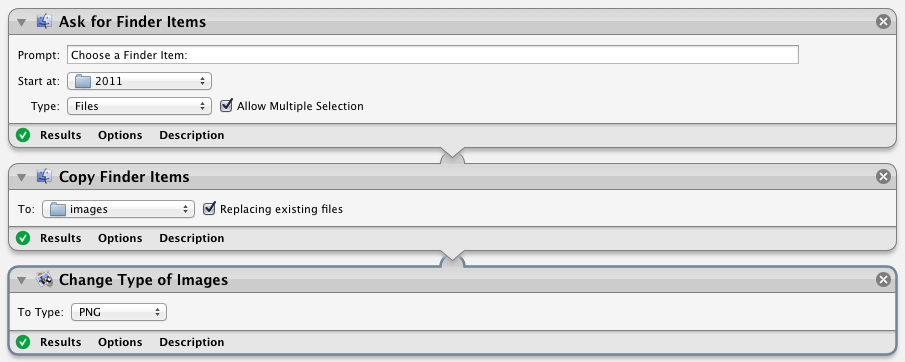 Ask for Finder Items
Prompt: Choose a Finder Item:
Start at: 2011
Type: Files Allow Multiple Selection
Results Options Description
Copy Finder Items
To: images Replacing existing files
Results Options Description
Change Type of Images
To Type: PNG
Results Options Description